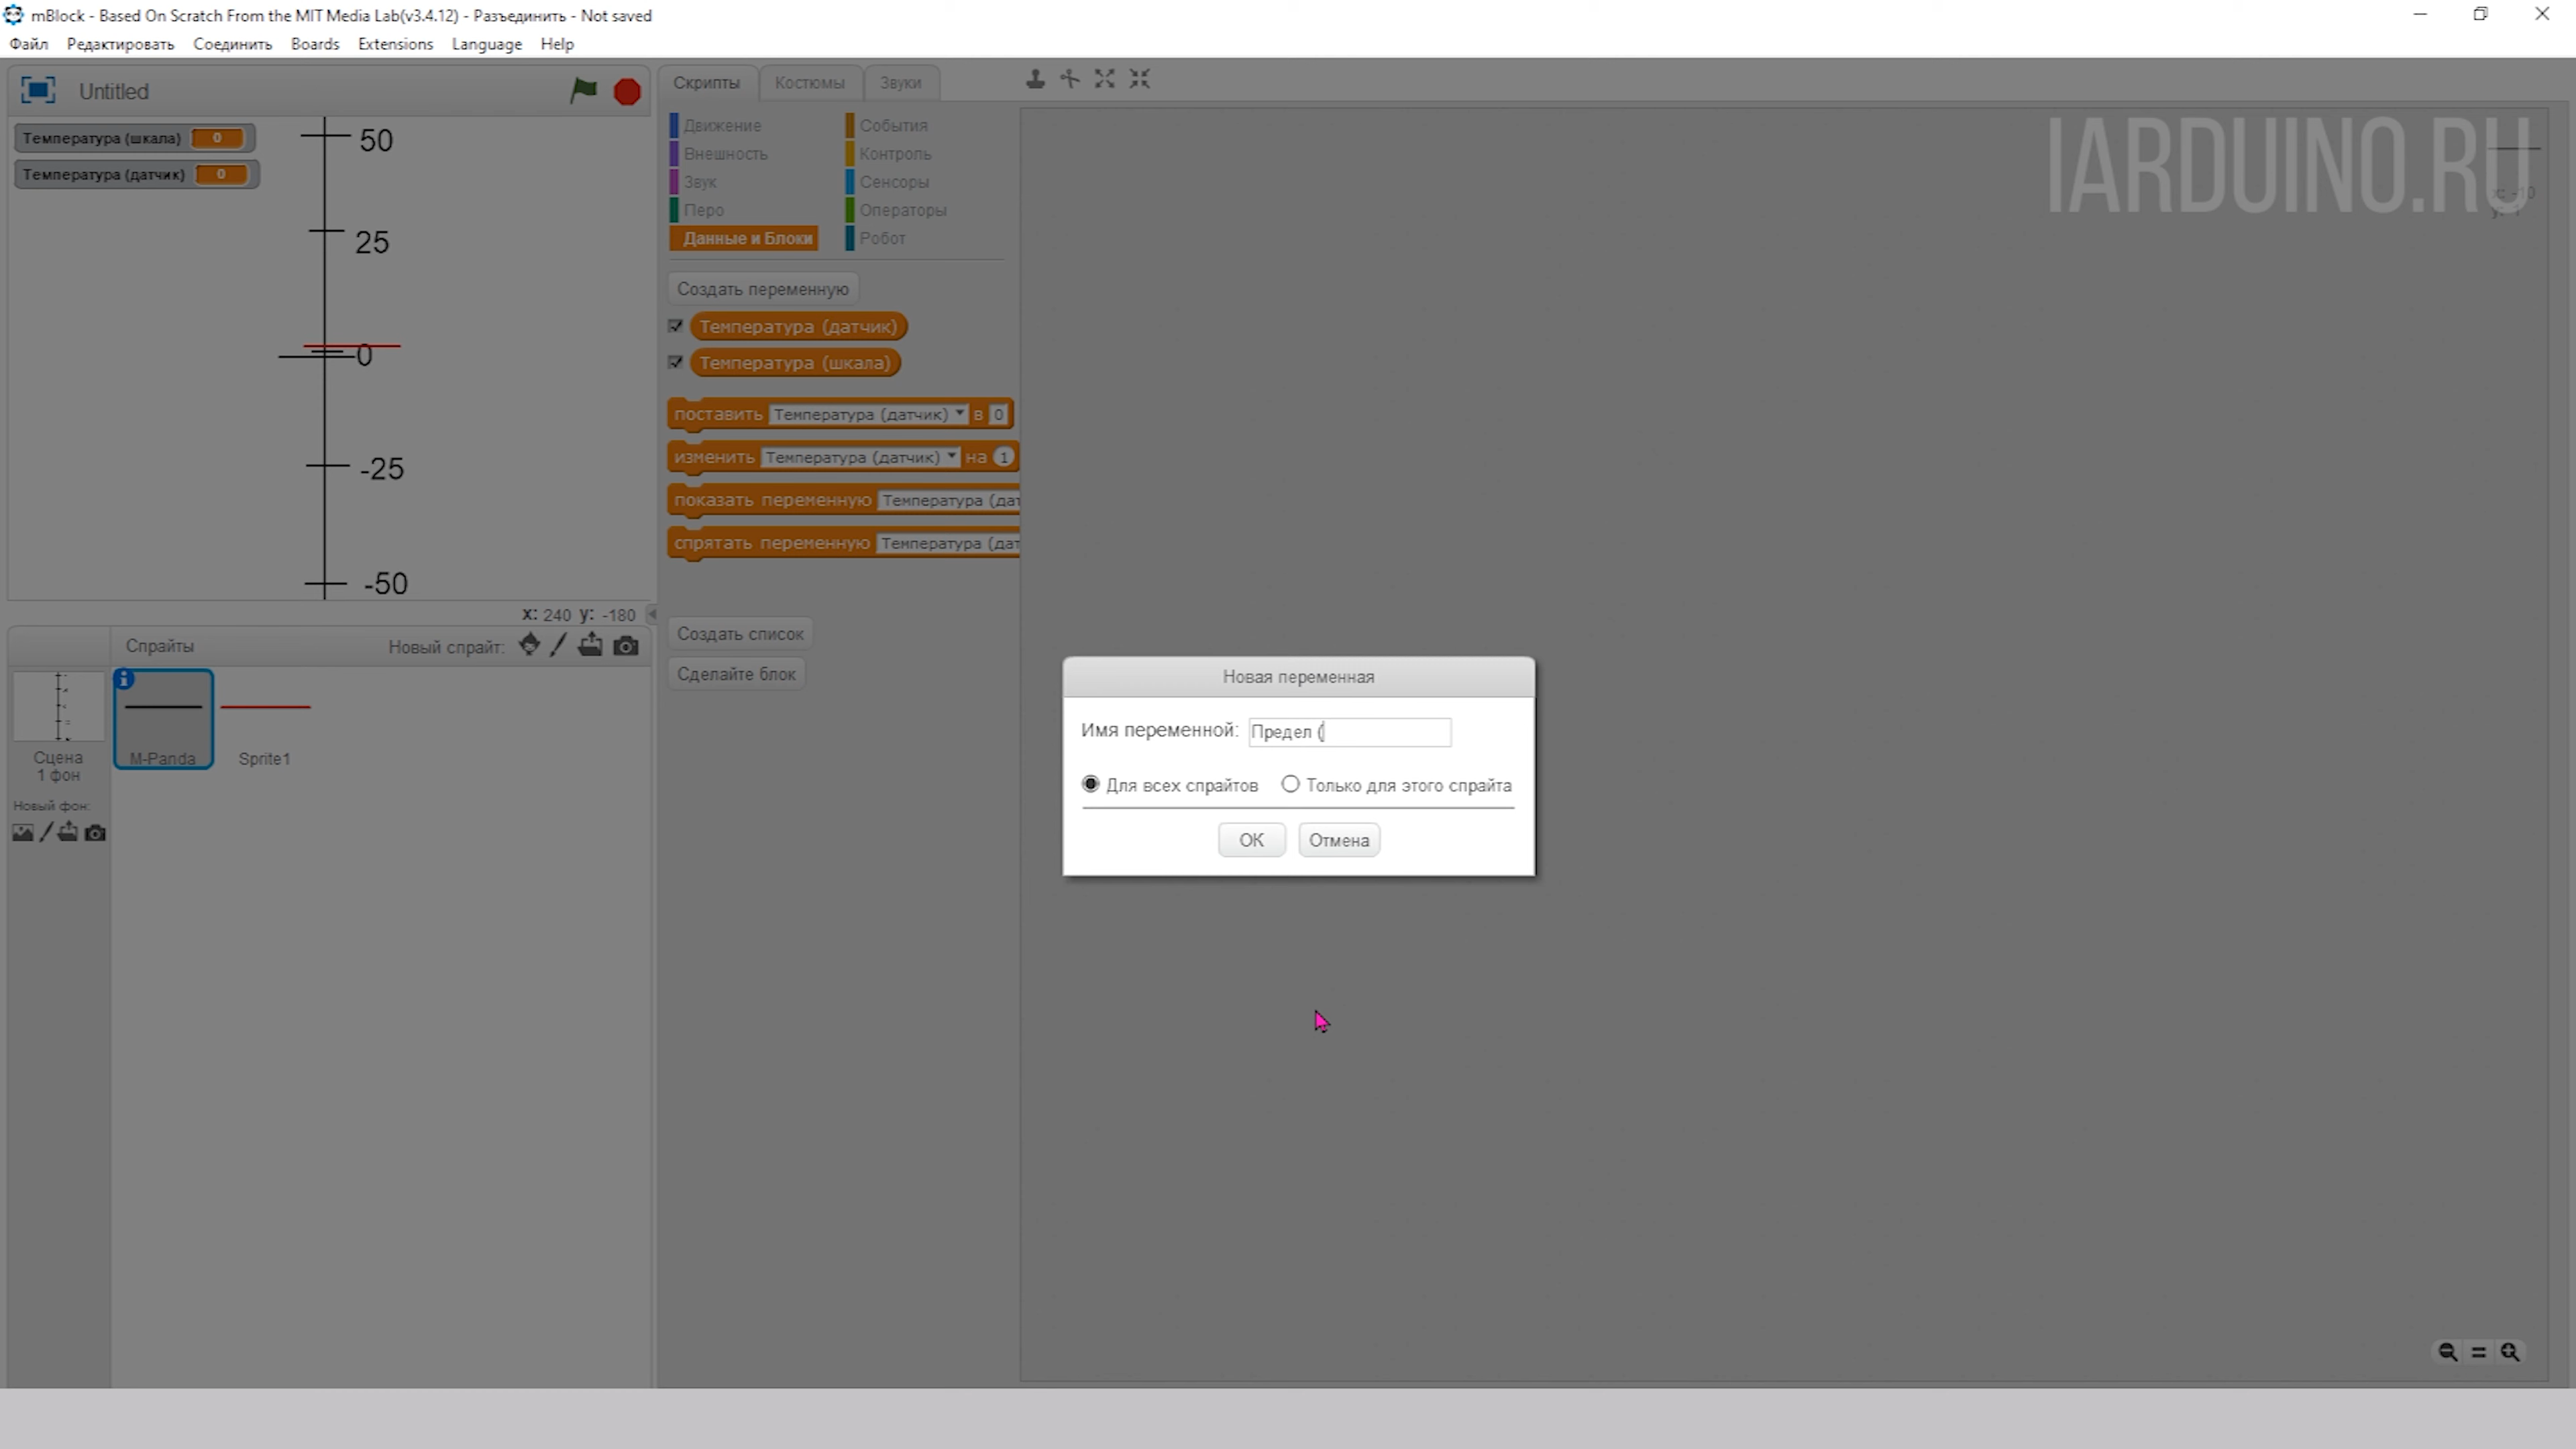 mBlock - Based On Scratch From the MIT Media Lab(v3.4.12) - Разъединить - Not saved
Файл Редактировать Соединить Boards Extensions Language Help
Untitled
Температура (шкала) 0
Температура (датчик) 0
50
25
0
-25
-50
x: 240 y: -180
Спрайты Новый спрайт:
Сцена
1 фон
Новый фон:
M-Panda
Sprite1
Скрипты Костюмы Звуки
Движение События
Внешность Контроль
Звук Сенсоры
Перо Операторы
Данные и Блоки Робот
Создать переменную
Температура (датчик)
Температура (шкала)
поставить Температура (датчик) в 0
изменить Температура (датчик) на 1
показать переменную Температура (дат
спрятать переменную Температура (дат
Создать список
Сделайте блок
IARDUINO.RU
Новая переменная
Имя переменной: Предел (
Для всех спрайтов Только для этого спрайта
OK Отмена